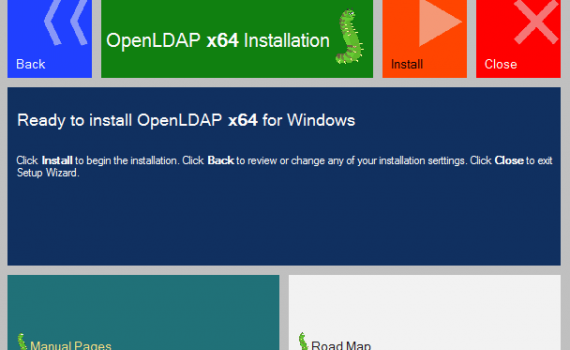 Back
OpenLDAP x64 Installation
Install
Close
Ready to install OpenLDAP x64 for Windows
Click Install to begin the installation. Click Back to review or change any of your installation serttings. Click Close to exit
Setup Wizard.
Manual Pages
Road Map